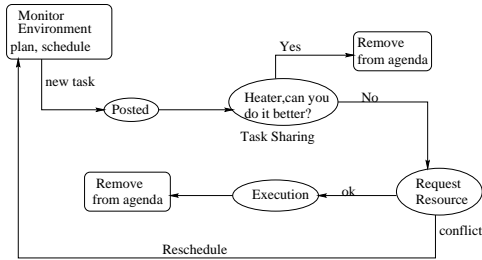 Monitor
Environment
plan, schedule
new task
Posted
Heater,can you
do it better?
Task Sharing
Yes
Remove
from agenda
No
Request
Resource
ok
Execution
Remove
from agenda
conflict
Reschedule